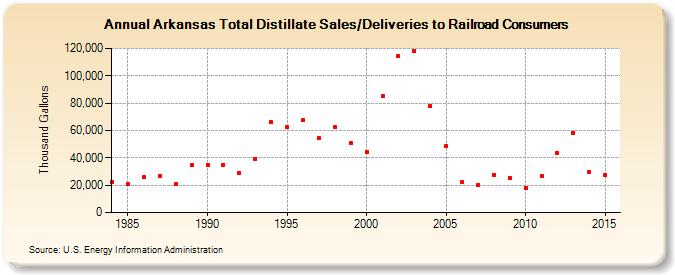 Annual Arkansas Total Distillate Sales/Deliveries to Railroad Consumers
Thousand Gallons
120,000
100,000
80,000
60,000
40,000
20,000
0
1985 1990 1995 2000 2005 2010 2015
Source: U.S. Energy Information Administration